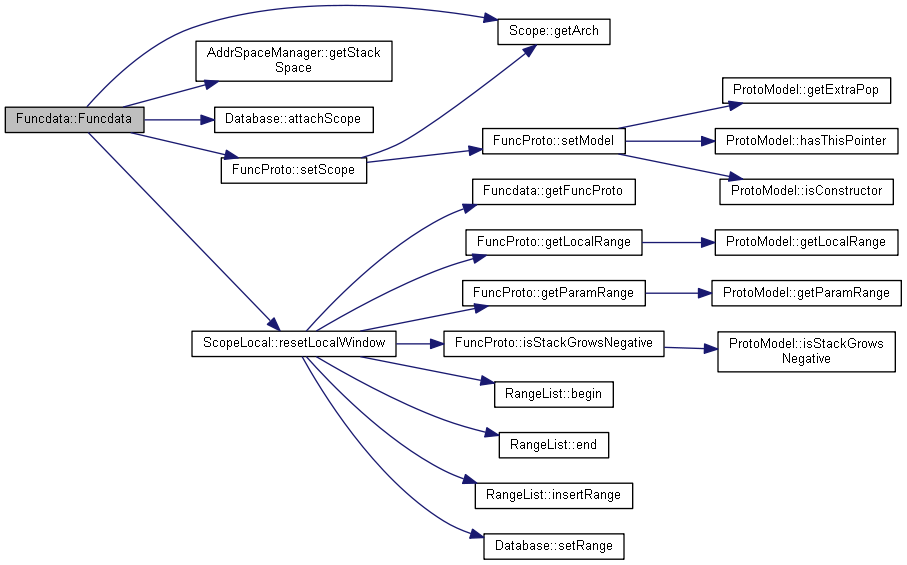 Funcdata::Funcdata
Scope::getArch
AddrSpaceManager::getStack
Space
Database::attachScope
FuncProto::setScope
FuncProto::setModel
ProtoModel::getExtraPop
ProtoModel::hasThisPointer
ProtoModel::isConstructor
ScopeLocal::resetLocalWindow
Funcdata::getFuncProto
FuncProto::getLocalRange
ProtoModel::getLocalRange
FuncProto::getParamRange
ProtoModel::getParamRange
FuncProto::isStackGrowsNegative
ProtoModel::isStackGrows
Negative
RangeList::begin
RangeList::end
RangeList::insertRange
Database::setRange